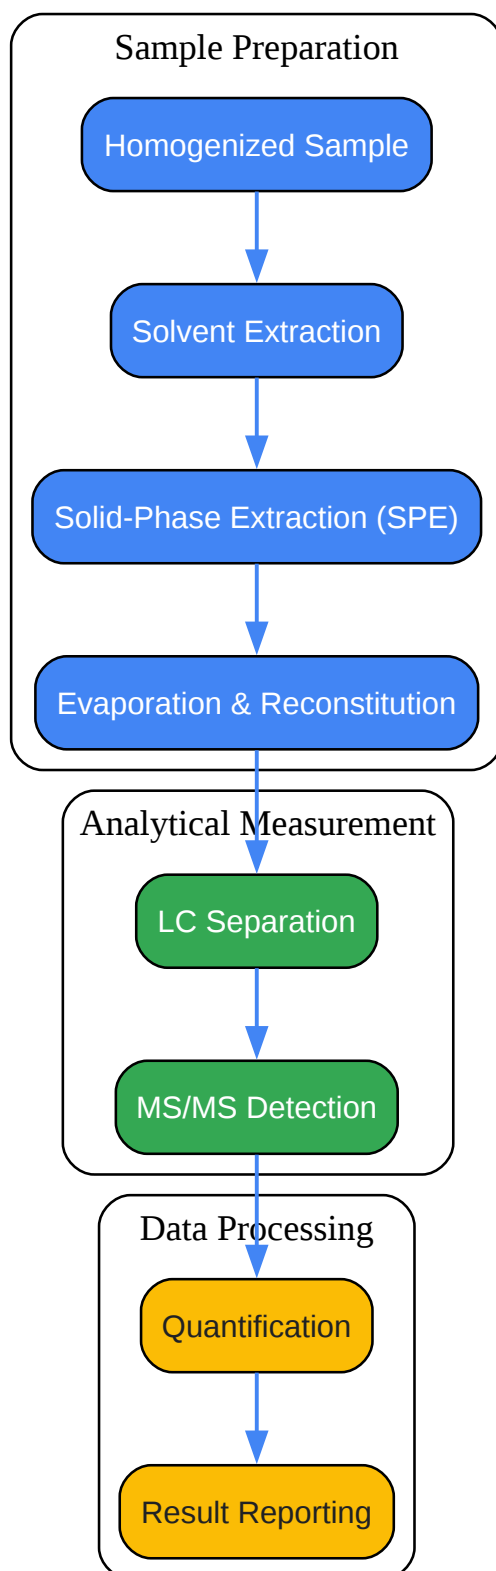 Sample Preparation
Homogenized Sample
Solvent Extraction
Solid-Phase Extraction (SPE)
Evaporation & Reconstitution
Analytical Measurement
LC Separation
MS/MS Detection
Data Processing
Quantification
Result Reporting